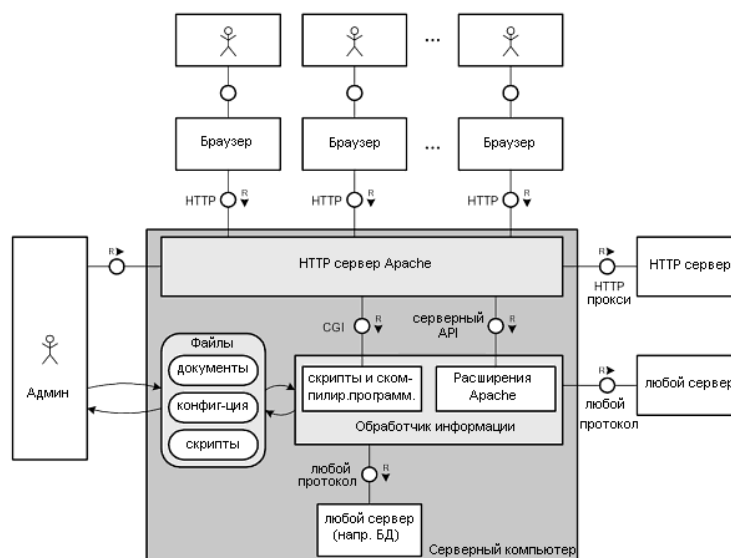 ...
Браузер
Браузер
...
Браузер
HTTP
R
HTTP
R
HTTP
R
R
HTTP сервер Apache
R
HTTP сервер
HTTP
прокси
CGI
R
серверный
API
R
Файлы
документы
конфиг-ция
скрипты
Админ
скрипты и ском-
пилир.программ.
Расширения
Apache
Обработчик информации
R
любой сервер
любой
протокол
любой
протокол
R
любой сервер
(напр. БД)
Серверный компьютер